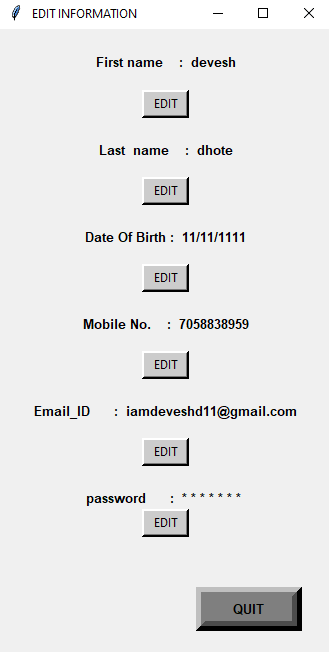 EDIT INFORMATION
First name : devesh
EDIT
Last name : dhote
EDIT
Date Of Birth : 11/11/1111
EDIT
Mobile No. : 7058838959
EDIT
Email_ID : iamdeveshd11@gmail.com
EDIT
password : * * * * * * *
EDIT
QUIT